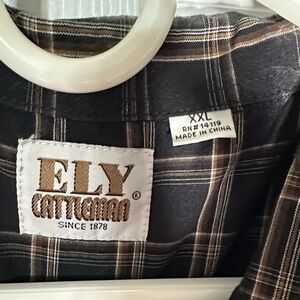 ELY
CATTLEMAN®
SINCE 1878
XXL
RN# 14119
MADE IN CHINA